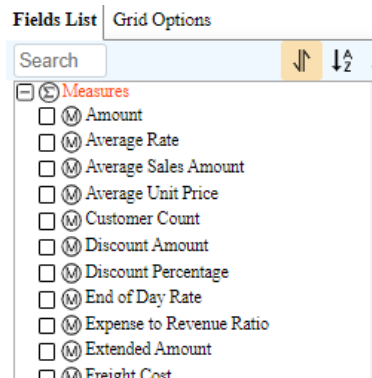 Fields List Grid Options
Search
A
Z
Σ Measures
M Amount
M Average Rate
M Average Sales Amount
M Average Unit Price
M Customer Count
M Discount Amount
M Discount Percentage
M End of Day Rate
M Expense to Revenue Ratio
M Extended Amount
M Freight Cost